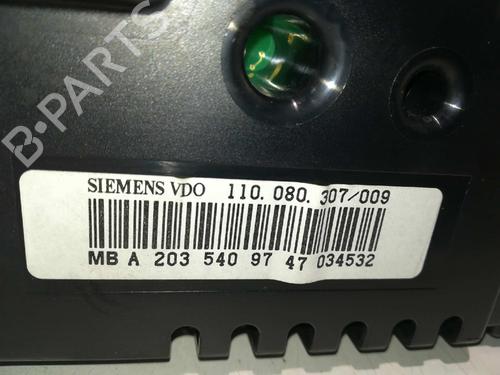 B-PARTS
SIEMENS VDO 110.080.307/009
MB A 203 540 97 47 034532